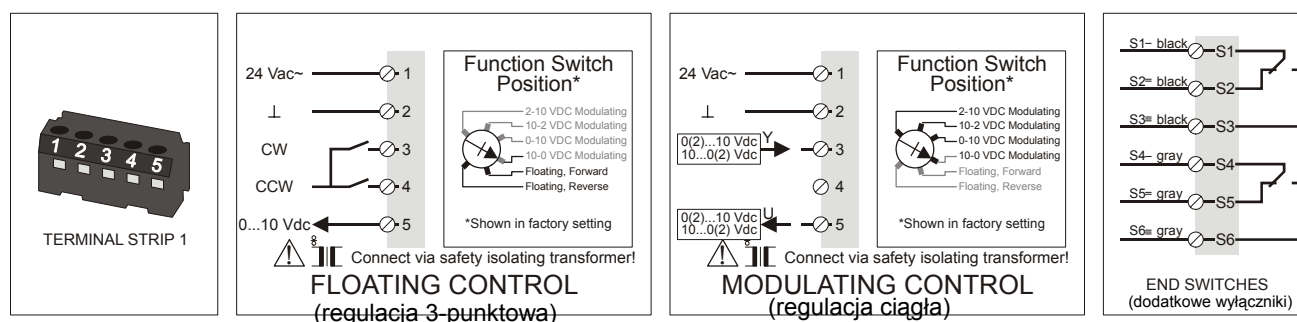 1 2 3 4 5
TERMINAL STRIP 1
24 Vac~
1
⊥
2
CW
3
CCW
4
0...10 Vdc
5
Function Switch
Position*
2-10 VDC Modulating
10-2 VDC Modulating
0-10 VDC Modulating
10-0 VDC Modulating
Floating, Forward
Floating, Reverse
*Shown in factory setting
Connect via safety isolating transformer!
FLOATING CONTROL
(regulacja 3-punktowa)
24 Vac~
1
⊥
2
0(2)...10 Vdc
10...0(2) Vdc
Y
3
4
0(2)...10 Vdc
10...0(2) Vdc
U
5
Function Switch
Position*
2-10 VDC Modulating
10-2 VDC Modulating
0-10 VDC Modulating
10-0 VDC Modulating
Floating, Forward
Floating, Reverse
*Shown in factory setting
Connect via safety isolating transformer!
MODULATING CONTROL
(regulacja ciągła)
S1– black S1
S2= black S2
S3≡ black S3
S4– gray S4
S5= gray S5
S6≡ gray S6
END SWITCHES
(dodatkowe wyłączniki)